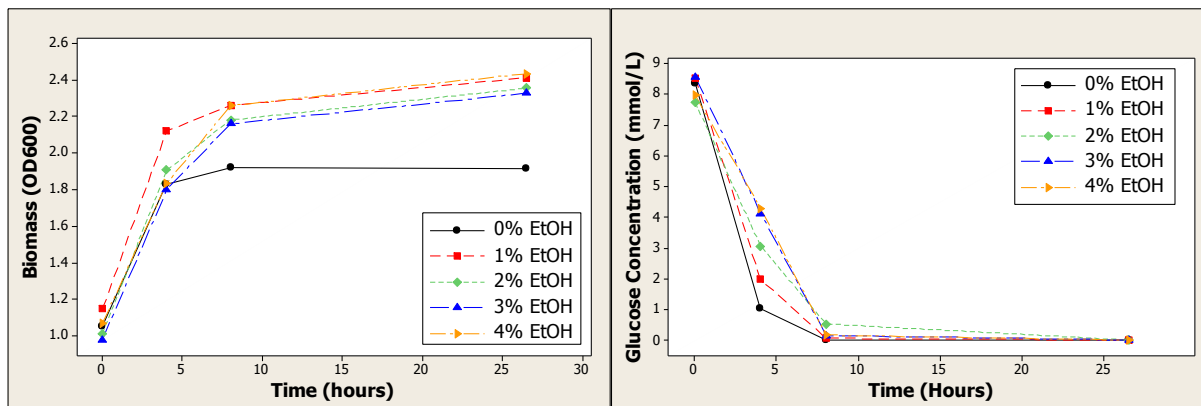 2.6
2.4
2.2
2.0
1.8
1.6
1.4
1.2
1.0
Biomass (OD600)
0% EtOH
1% EtOH
2% EtOH
3% EtOH
4% EtOH
0 5 10 15 20 25 30
Time (hours)
9
8
7
6
5
4
3
2
1
0
Glucose Concentration (mmol/L)
0% EtOH
1% EtOH
2% EtOH
3% EtOH
4% EtOH
0 5 10 15 20 25
Time (Hours)